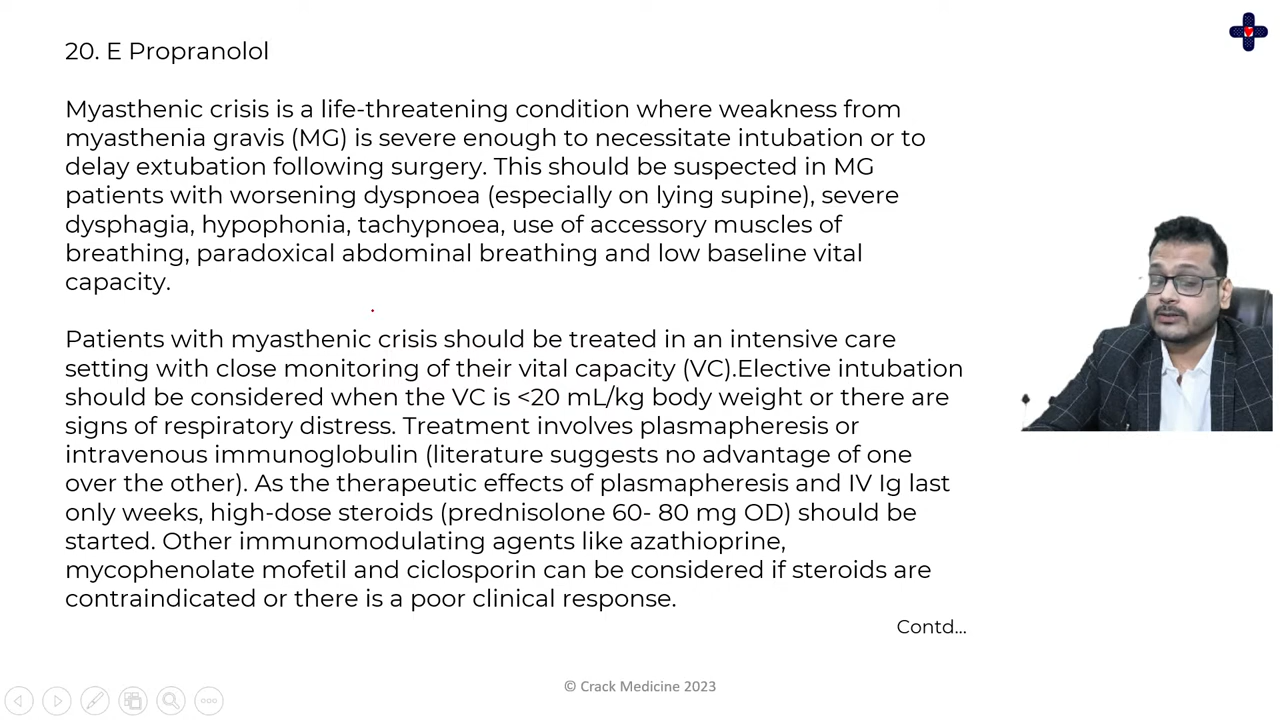 20. E Propranolol
Myasthenic crisis is a life-threatening condition where weakness from
myasthenia gravis (MG) is severe enough to necessitate intubation or to
delay extubation following surgery. This should be suspected in MG
patients with worsening dyspnoea (especially on lying supine), severe
dysphagia, hypophonia, tachypnoea, use of accessory muscles of
breathing, paradoxical abdominal breathing and low baseline vital
capacity.
Patients with myasthenic crisis should be treated in an intensive care
setting with close monitoring of their vital capacity (VC).Elective intubation
should be considered when the VC is <20 mL/kg body weight or there are
signs of respiratory distress. Treatment involves plasmapheresis or
intravenous immunoglobulin (literature suggests no advantage of one
over the other). As the therapeutic effects of plasmapheresis and IV Ig last
only weeks, high-dose steroids (prednisolone 60- 80 mg OD) should be
started. Other immunomodulating agents like azathioprine,
mycophenolate mofetil and ciclosporin can be considered if steroids are
contraindicated or there is a poor clinical response.
Contd...
© Crack Medicine 2023